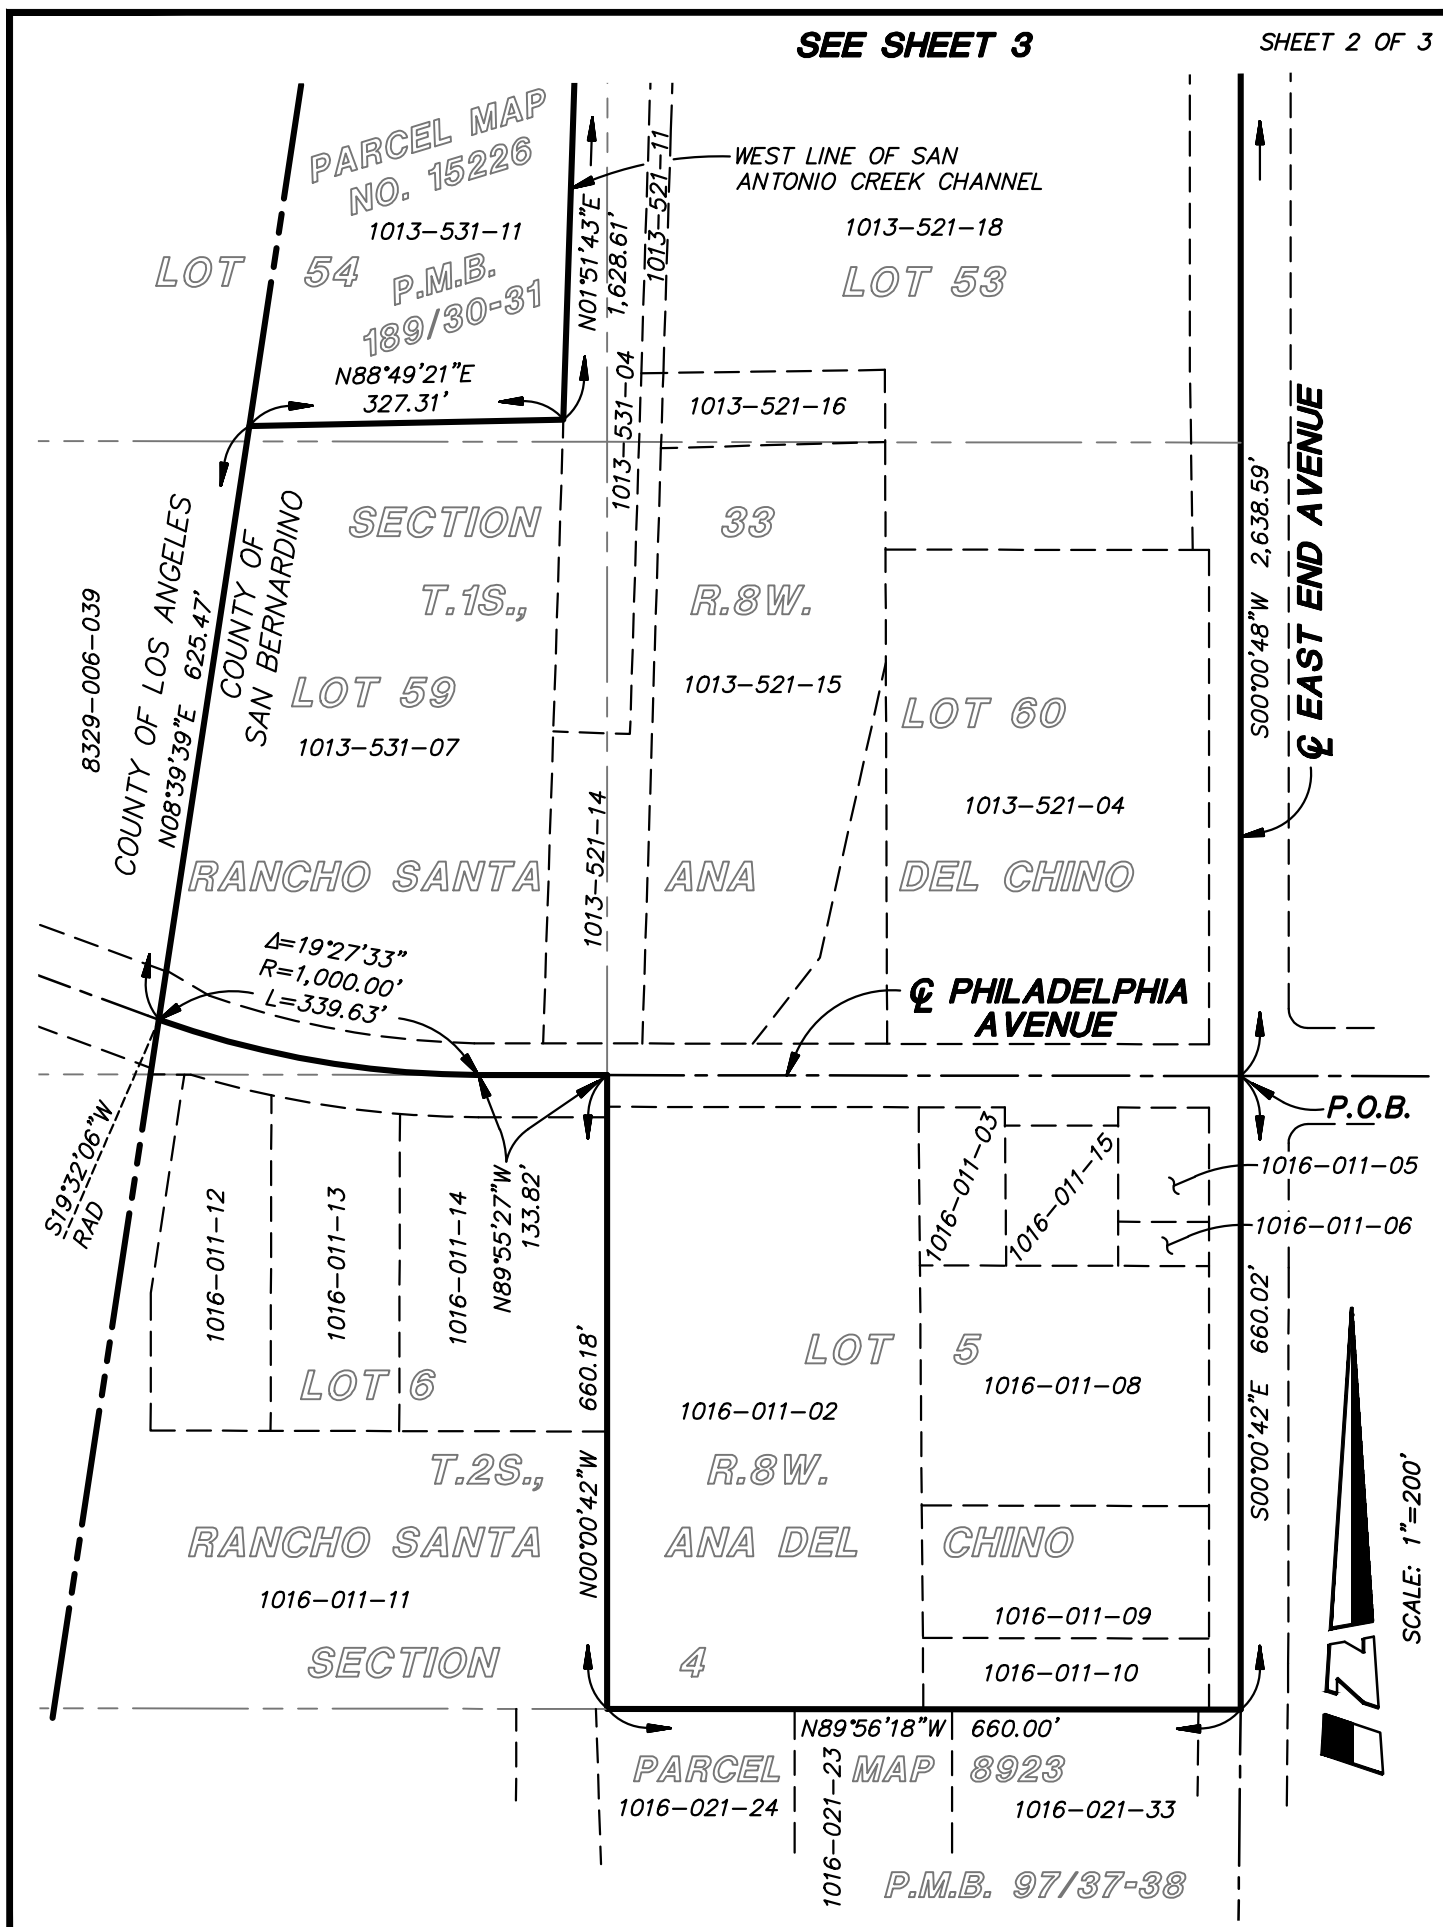 SEE SHEET 3
SHEET 2 OF 3
PARCEL MAP
NO. 15226
1013-531-11
WEST LINE OF SAN
ANTONIO CREEK CHANNEL
1013-521-11
1013-521-18
LOT 54
P.M.B.
189/30-31
N01°51'43"E
1,628.61'
LOT 53
N88°49'21"E
327.31'
1013-531-04
1013-521-16
EAST END AVENUE
S00°00'48"W 2,638.59'
SECTION 33
T.1S., R.8W.
8329-006-039
COUNTY OF LOS ANGELES
N08°39'39"E 625.47'
COUNTY OF
SAN BERNARDINO
LOT 59
1013-531-07
1013-521-15
LOT 60
1013-521-04
1013-521-14
RANCHO SANTA ANA DEL CHINO
Δ=19°27'33"
R=1,000.00'
L=339.63'
℄ PHILADELPHIA
AVENUE
℄
P.O.B.
S19°32'06"W
RAD
1016-011-12
1016-011-13
1016-011-14
N89°55'27"W
133.82'
1016-011-03
1016-011-15
1016-011-05
1016-011-06
LOT 6
N00°00'42"W 660.18'
LOT 5
1016-011-02
1016-011-08
S00°00'42"E 660.02'
T.2S., R.8W.
RANCHO SANTA ANA DEL CHINO
1016-011-11
1016-011-09
SECTION 4
1016-011-10
N
SCALE: 1"=200'
N89°56'18"W 660.00'
PARCEL MAP 8923
1016-021-24
1016-021-23
1016-021-33
P.M.B. 97/37-38